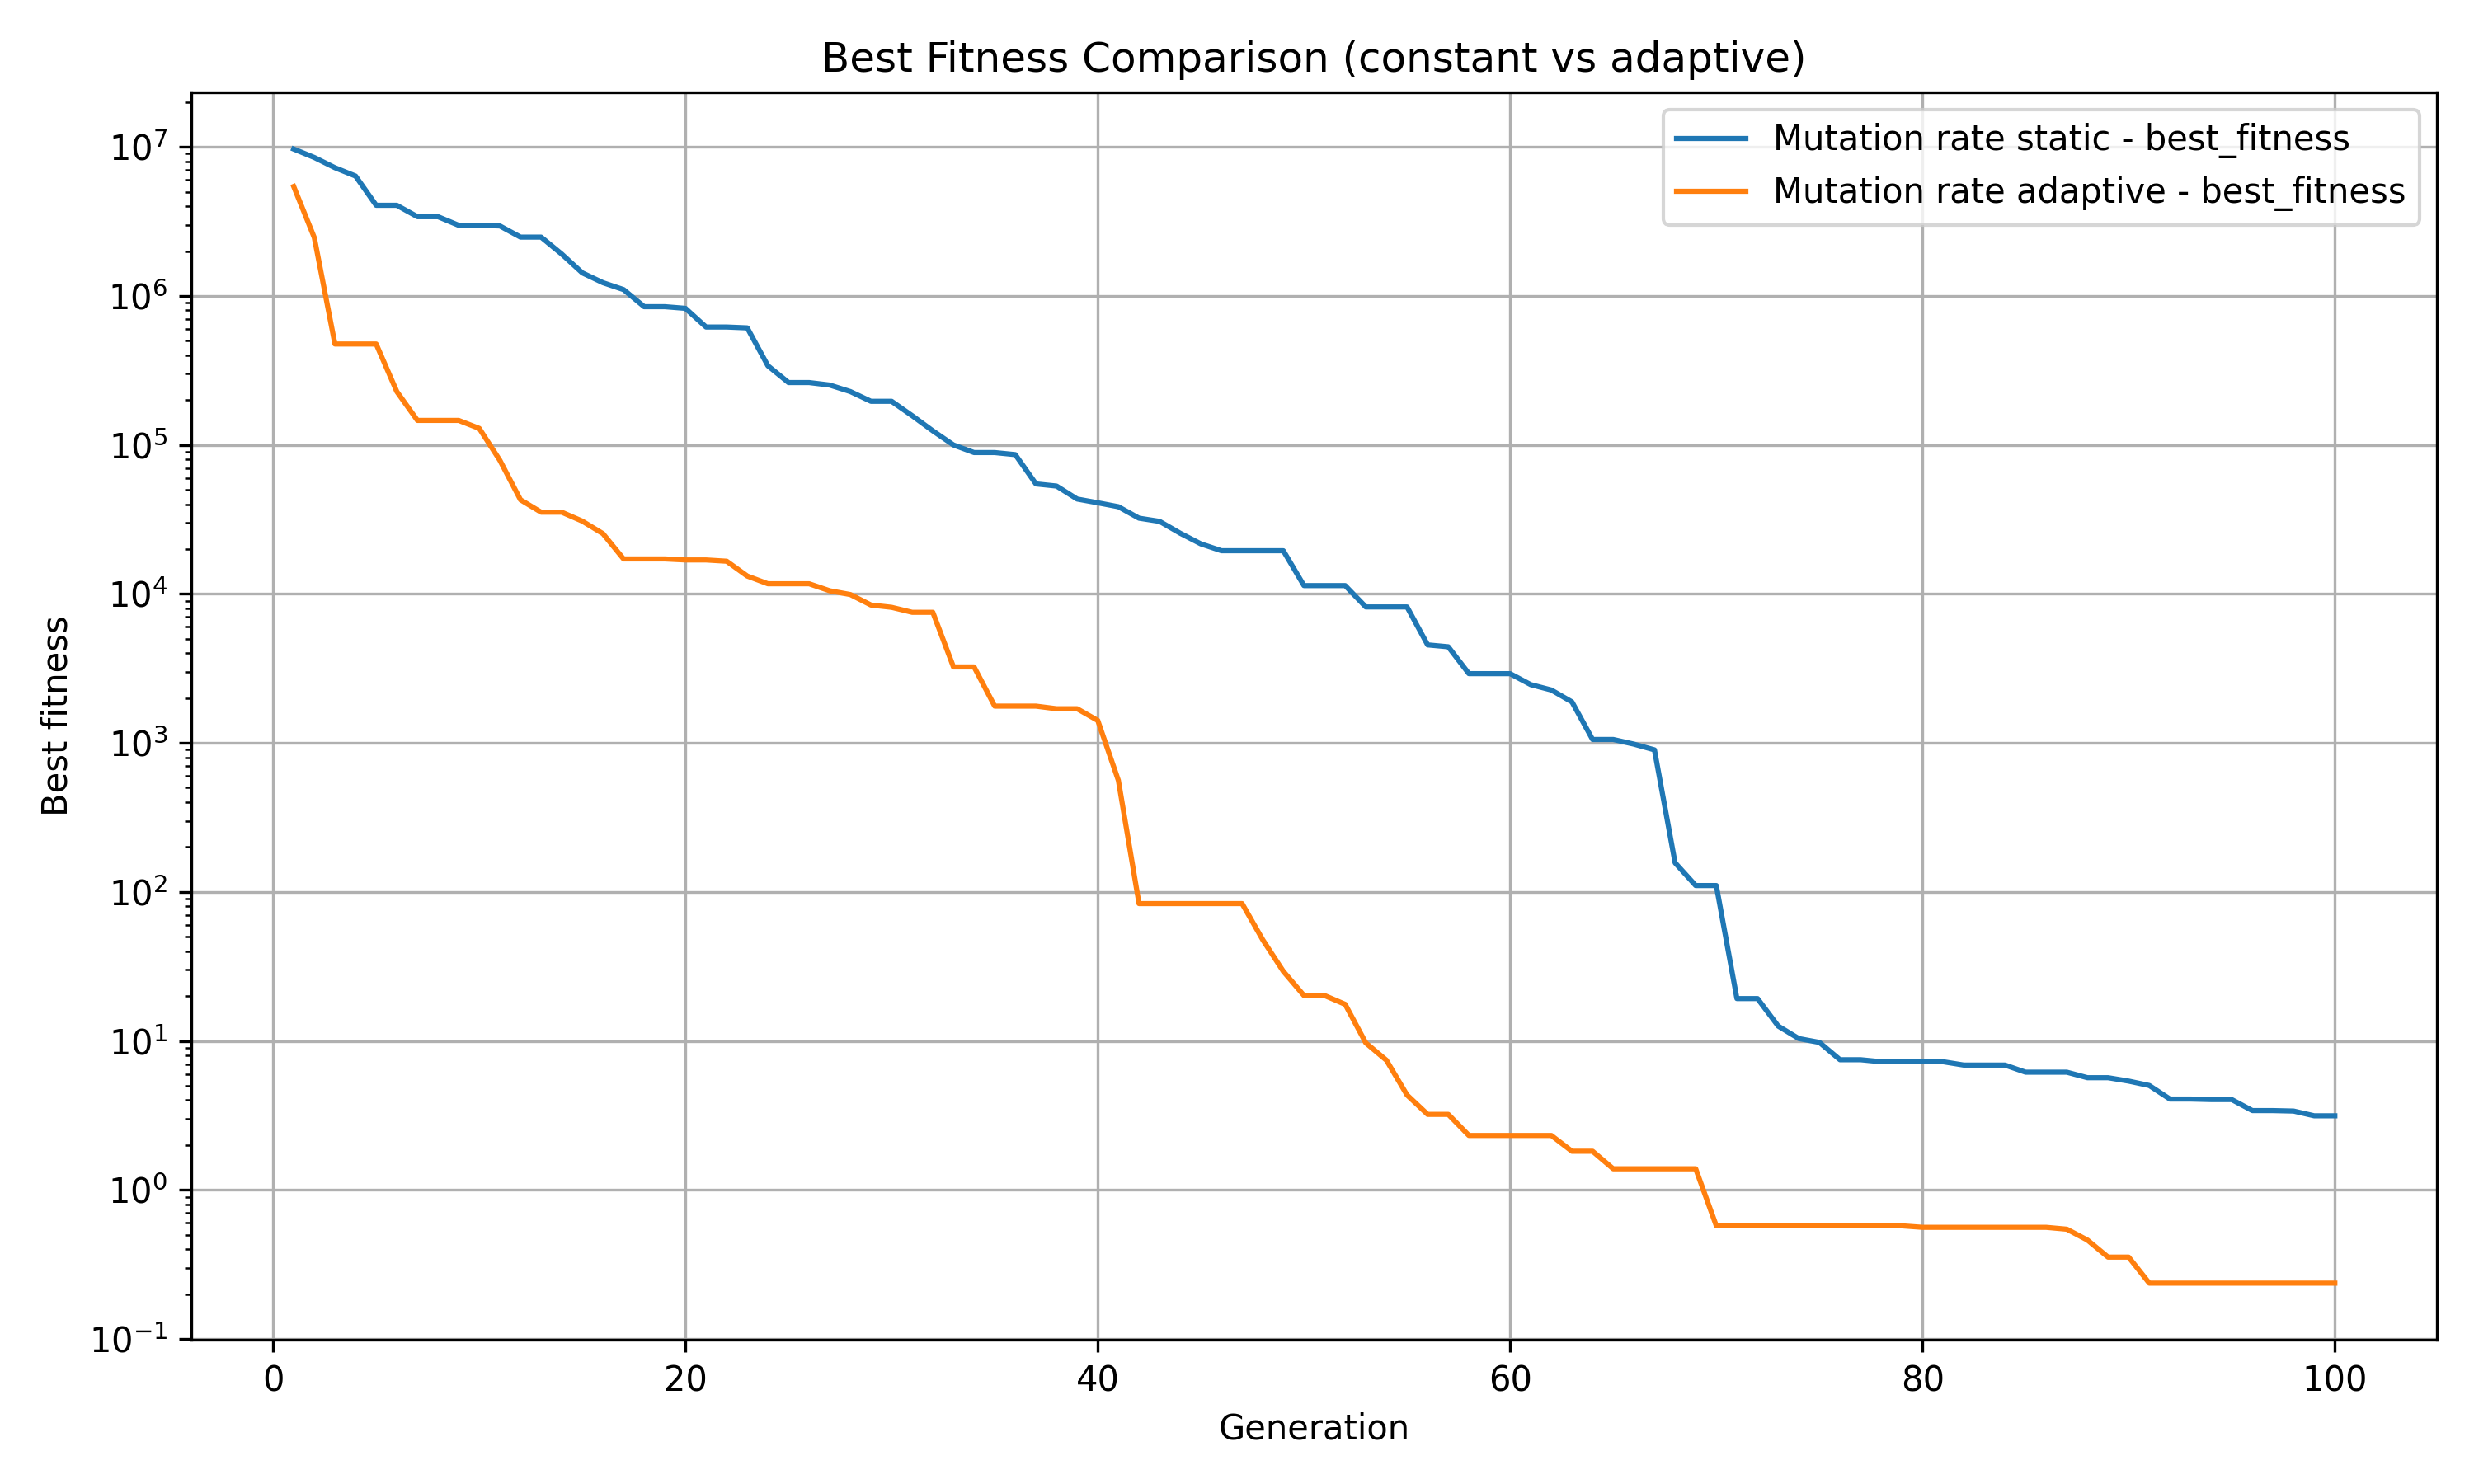 Best Fitness Comparison (constant vs adaptive)
Mutation rate static - best_fitness
Mutation rate adaptive - best_fitness
Best fitness
10⁷
10⁶
10⁵
10⁴
10³
10²
10¹
10⁰
10⁻¹
0 20 40 60 80 100
Generation